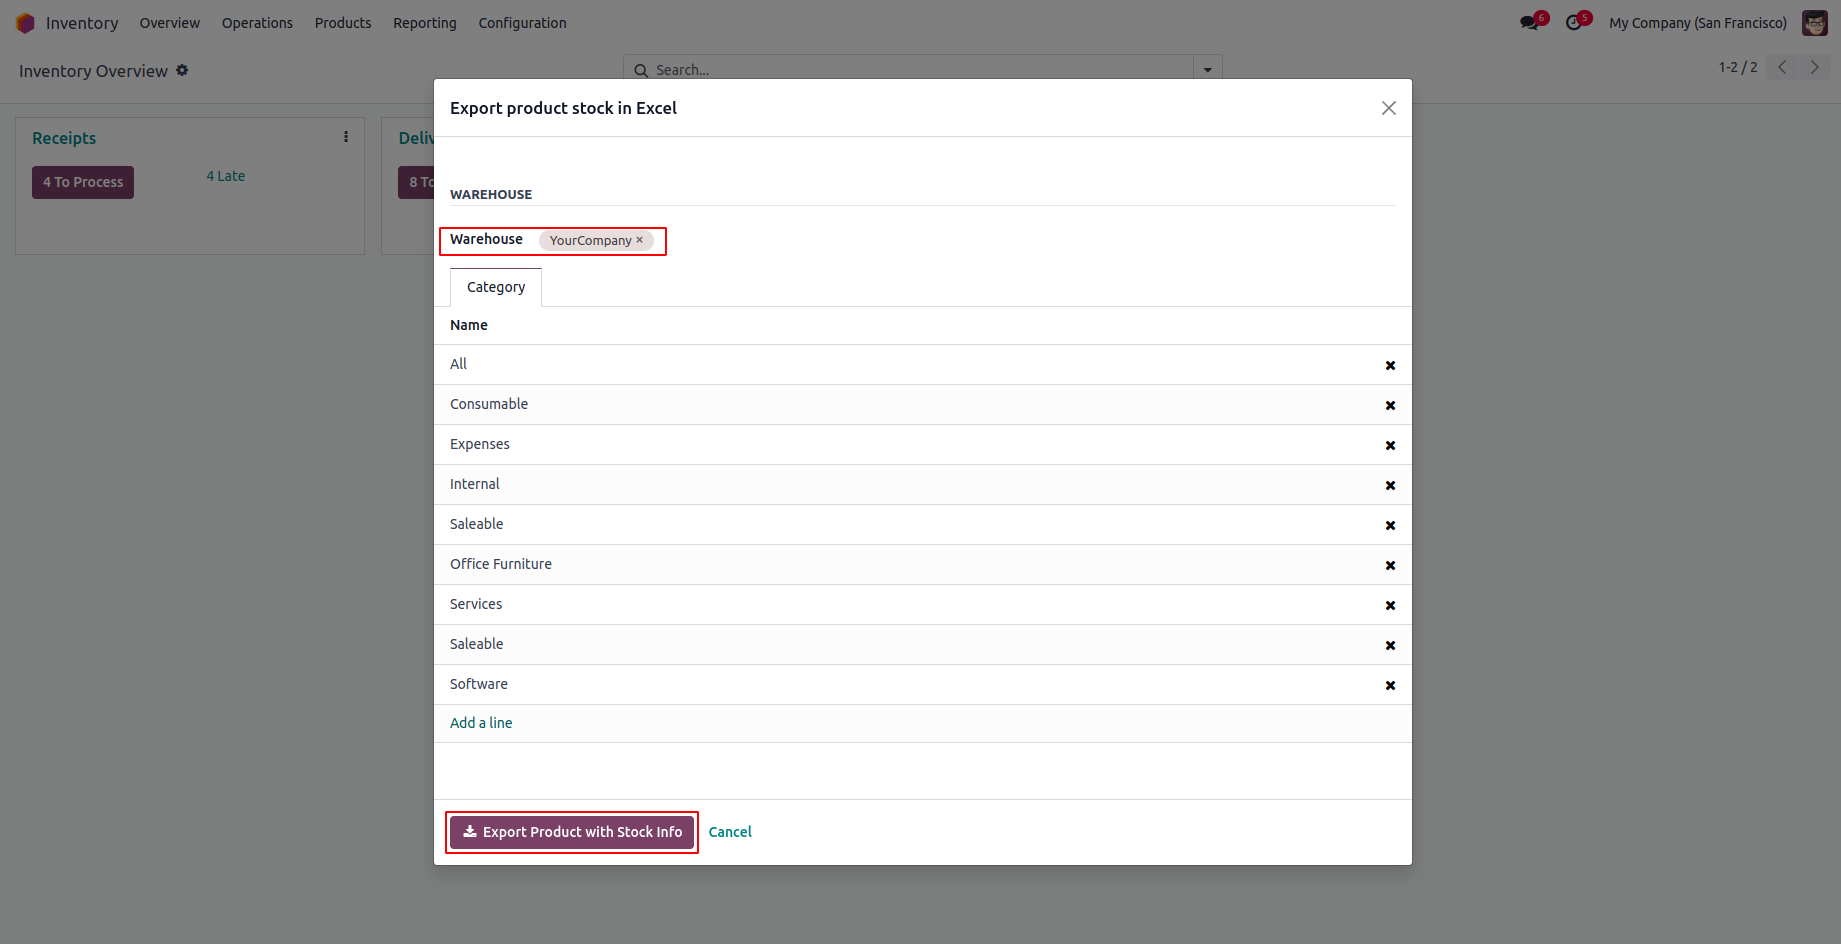 Inventory Overview Operations Products Reporting Configuration 6 5 My Company (San Francisco)
Inventory Overview Search... 1-2 / 2
Export product stock in Excel
Receipts
4 To Process 4 Late
Deliv
8 To
WAREHOUSE
Warehouse YourCompany ×
Category
Name
All
Consumable
Expenses
Internal
Saleable
Office Furniture
Services
Saleable
Software
Add a line
Export Product with Stock Info Cancel